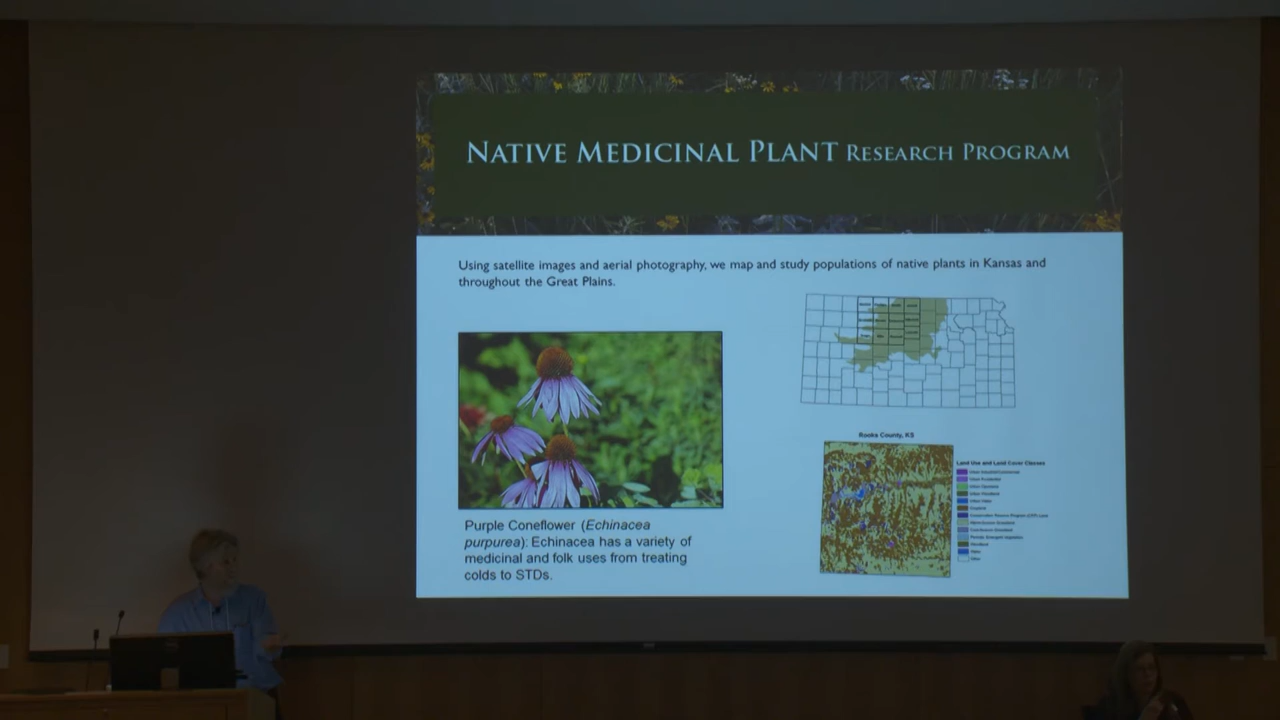 NATIVE MEDICINAL PLANT RESEARCH PROGRAM
Using satellite images and aerial photography, we map and study populations of native plants in Kansas and
throughout the Great Plains.
Purple Coneflower (Echinacea
purpurea): Echinacea has a variety of
medicinal and folk uses from treating
colds to STDs.
Rooks County, KS
Land Use and Land Cover Classes